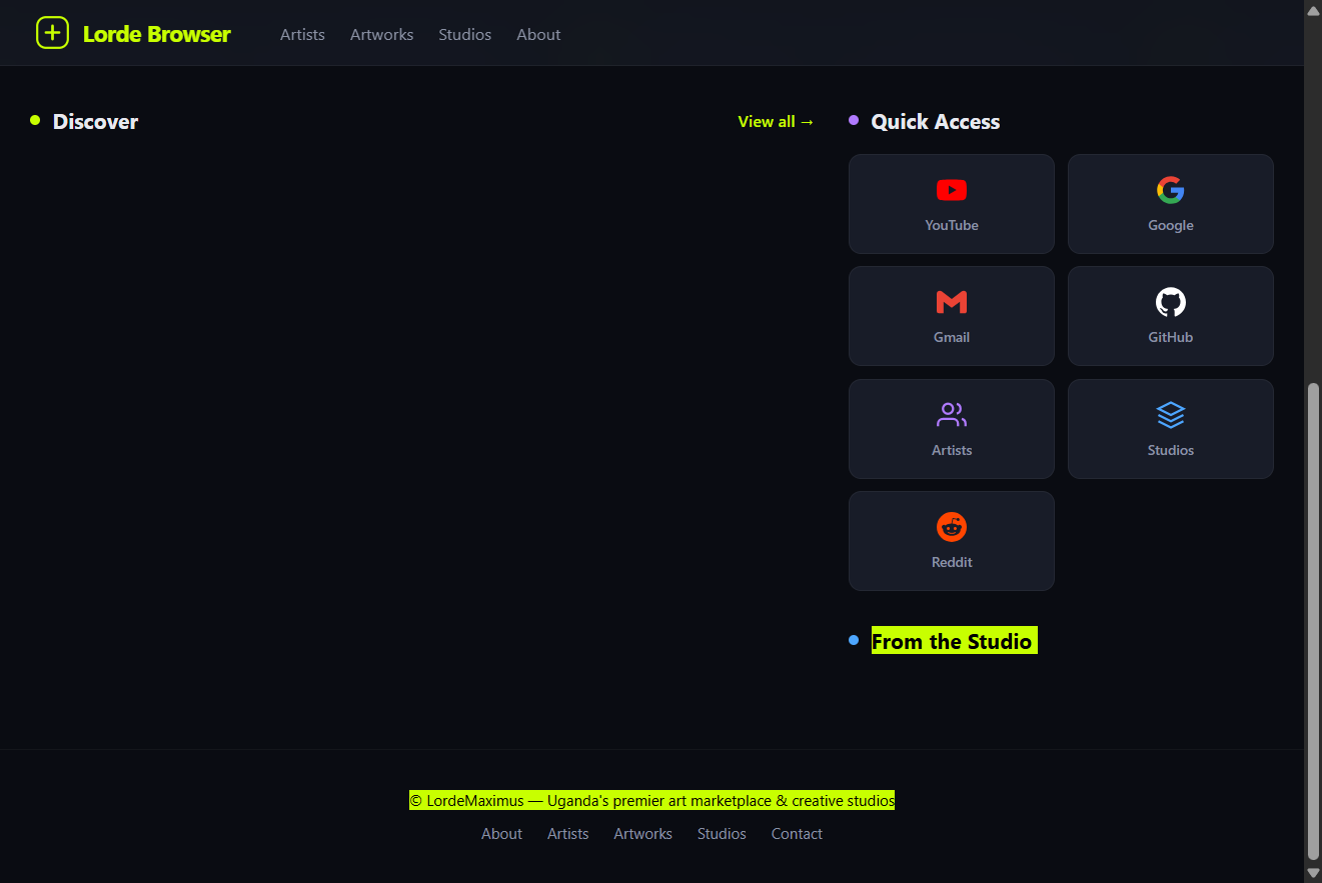 Lorde Browser
Artists
Artworks
Studios
About
Discover
View all →
Quick Access
YouTube
Google
Gmail
GitHub
Artists
Studios
Reddit
From the Studio
© LordeMaximus — Uganda's premier art marketplace & creative studios
About
Artists
Artworks
Studios
Contact